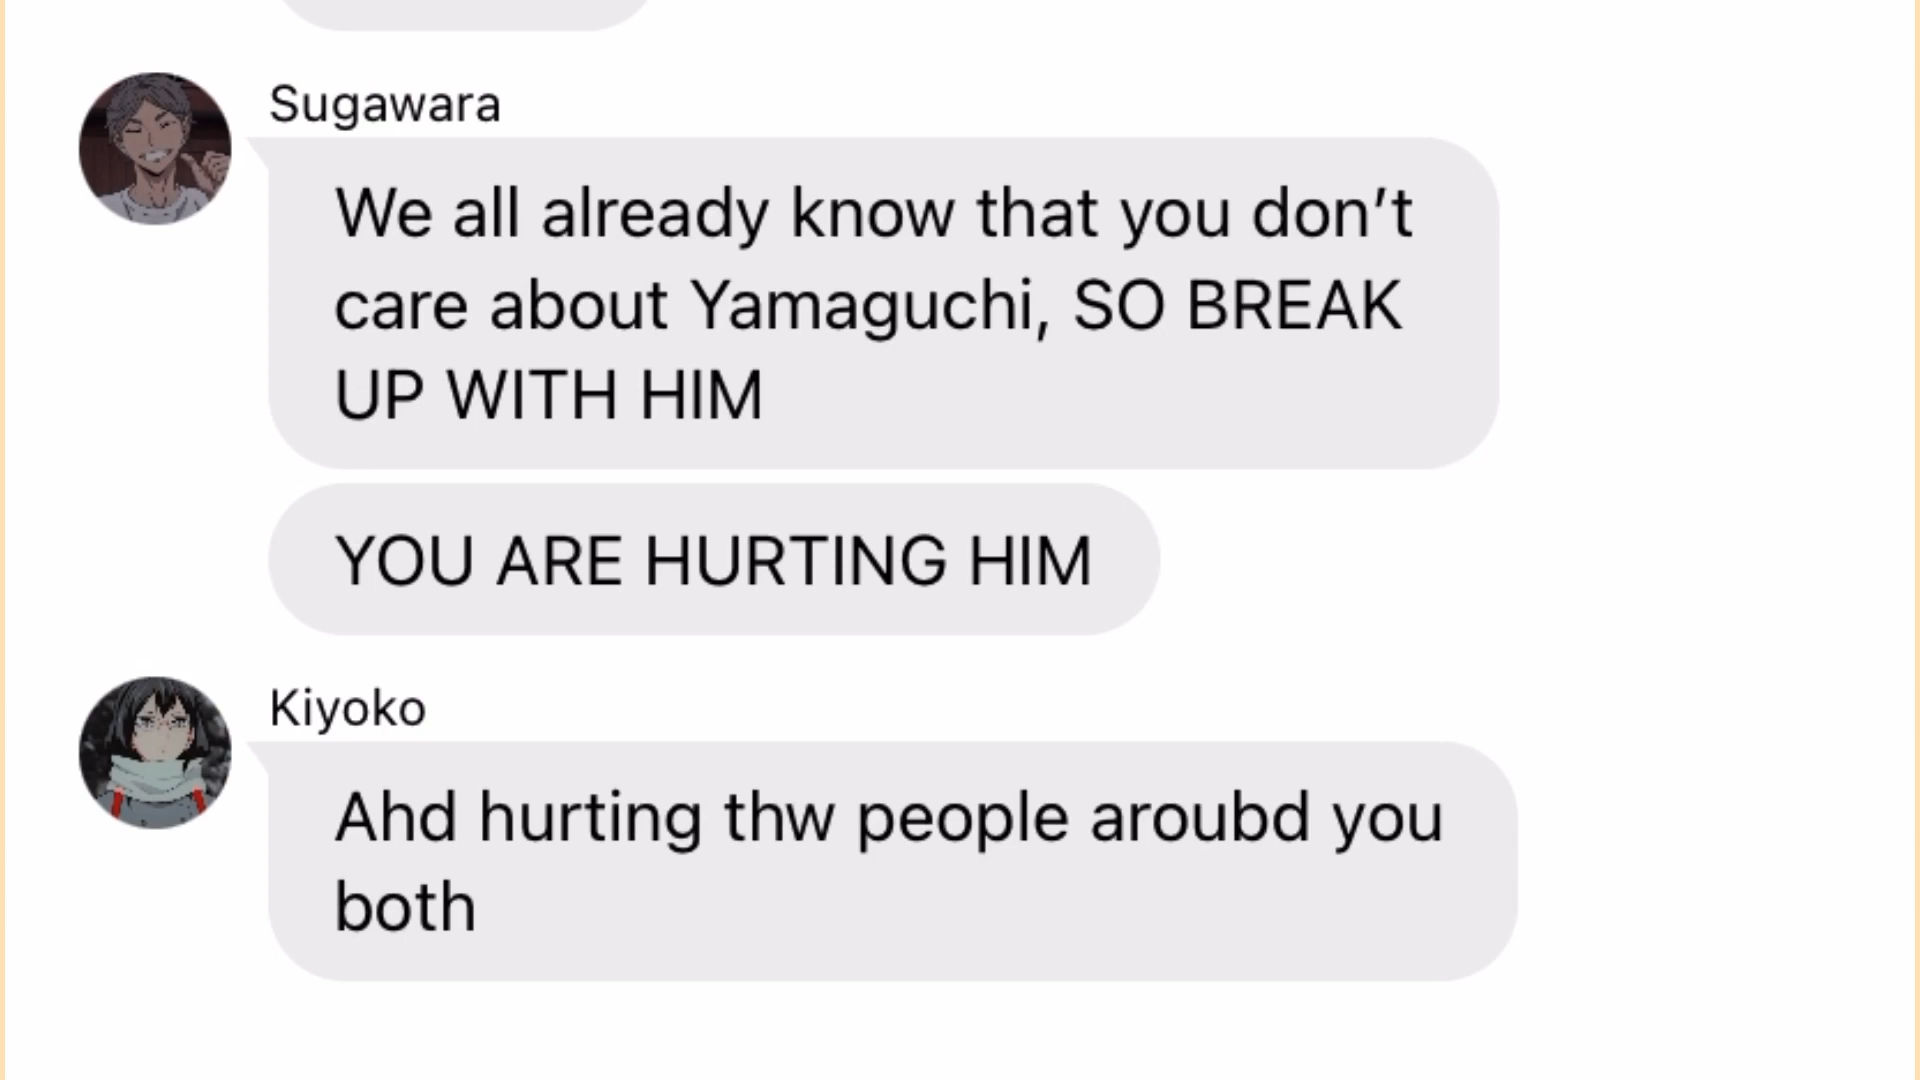 Sugawara
We all already know that you don’t
care about Yamaguchi, SO BREAK
UP WITH HIM
YOU ARE HURTING HIM
Kiyoko
Ahd hurting thw people aroubd you
both